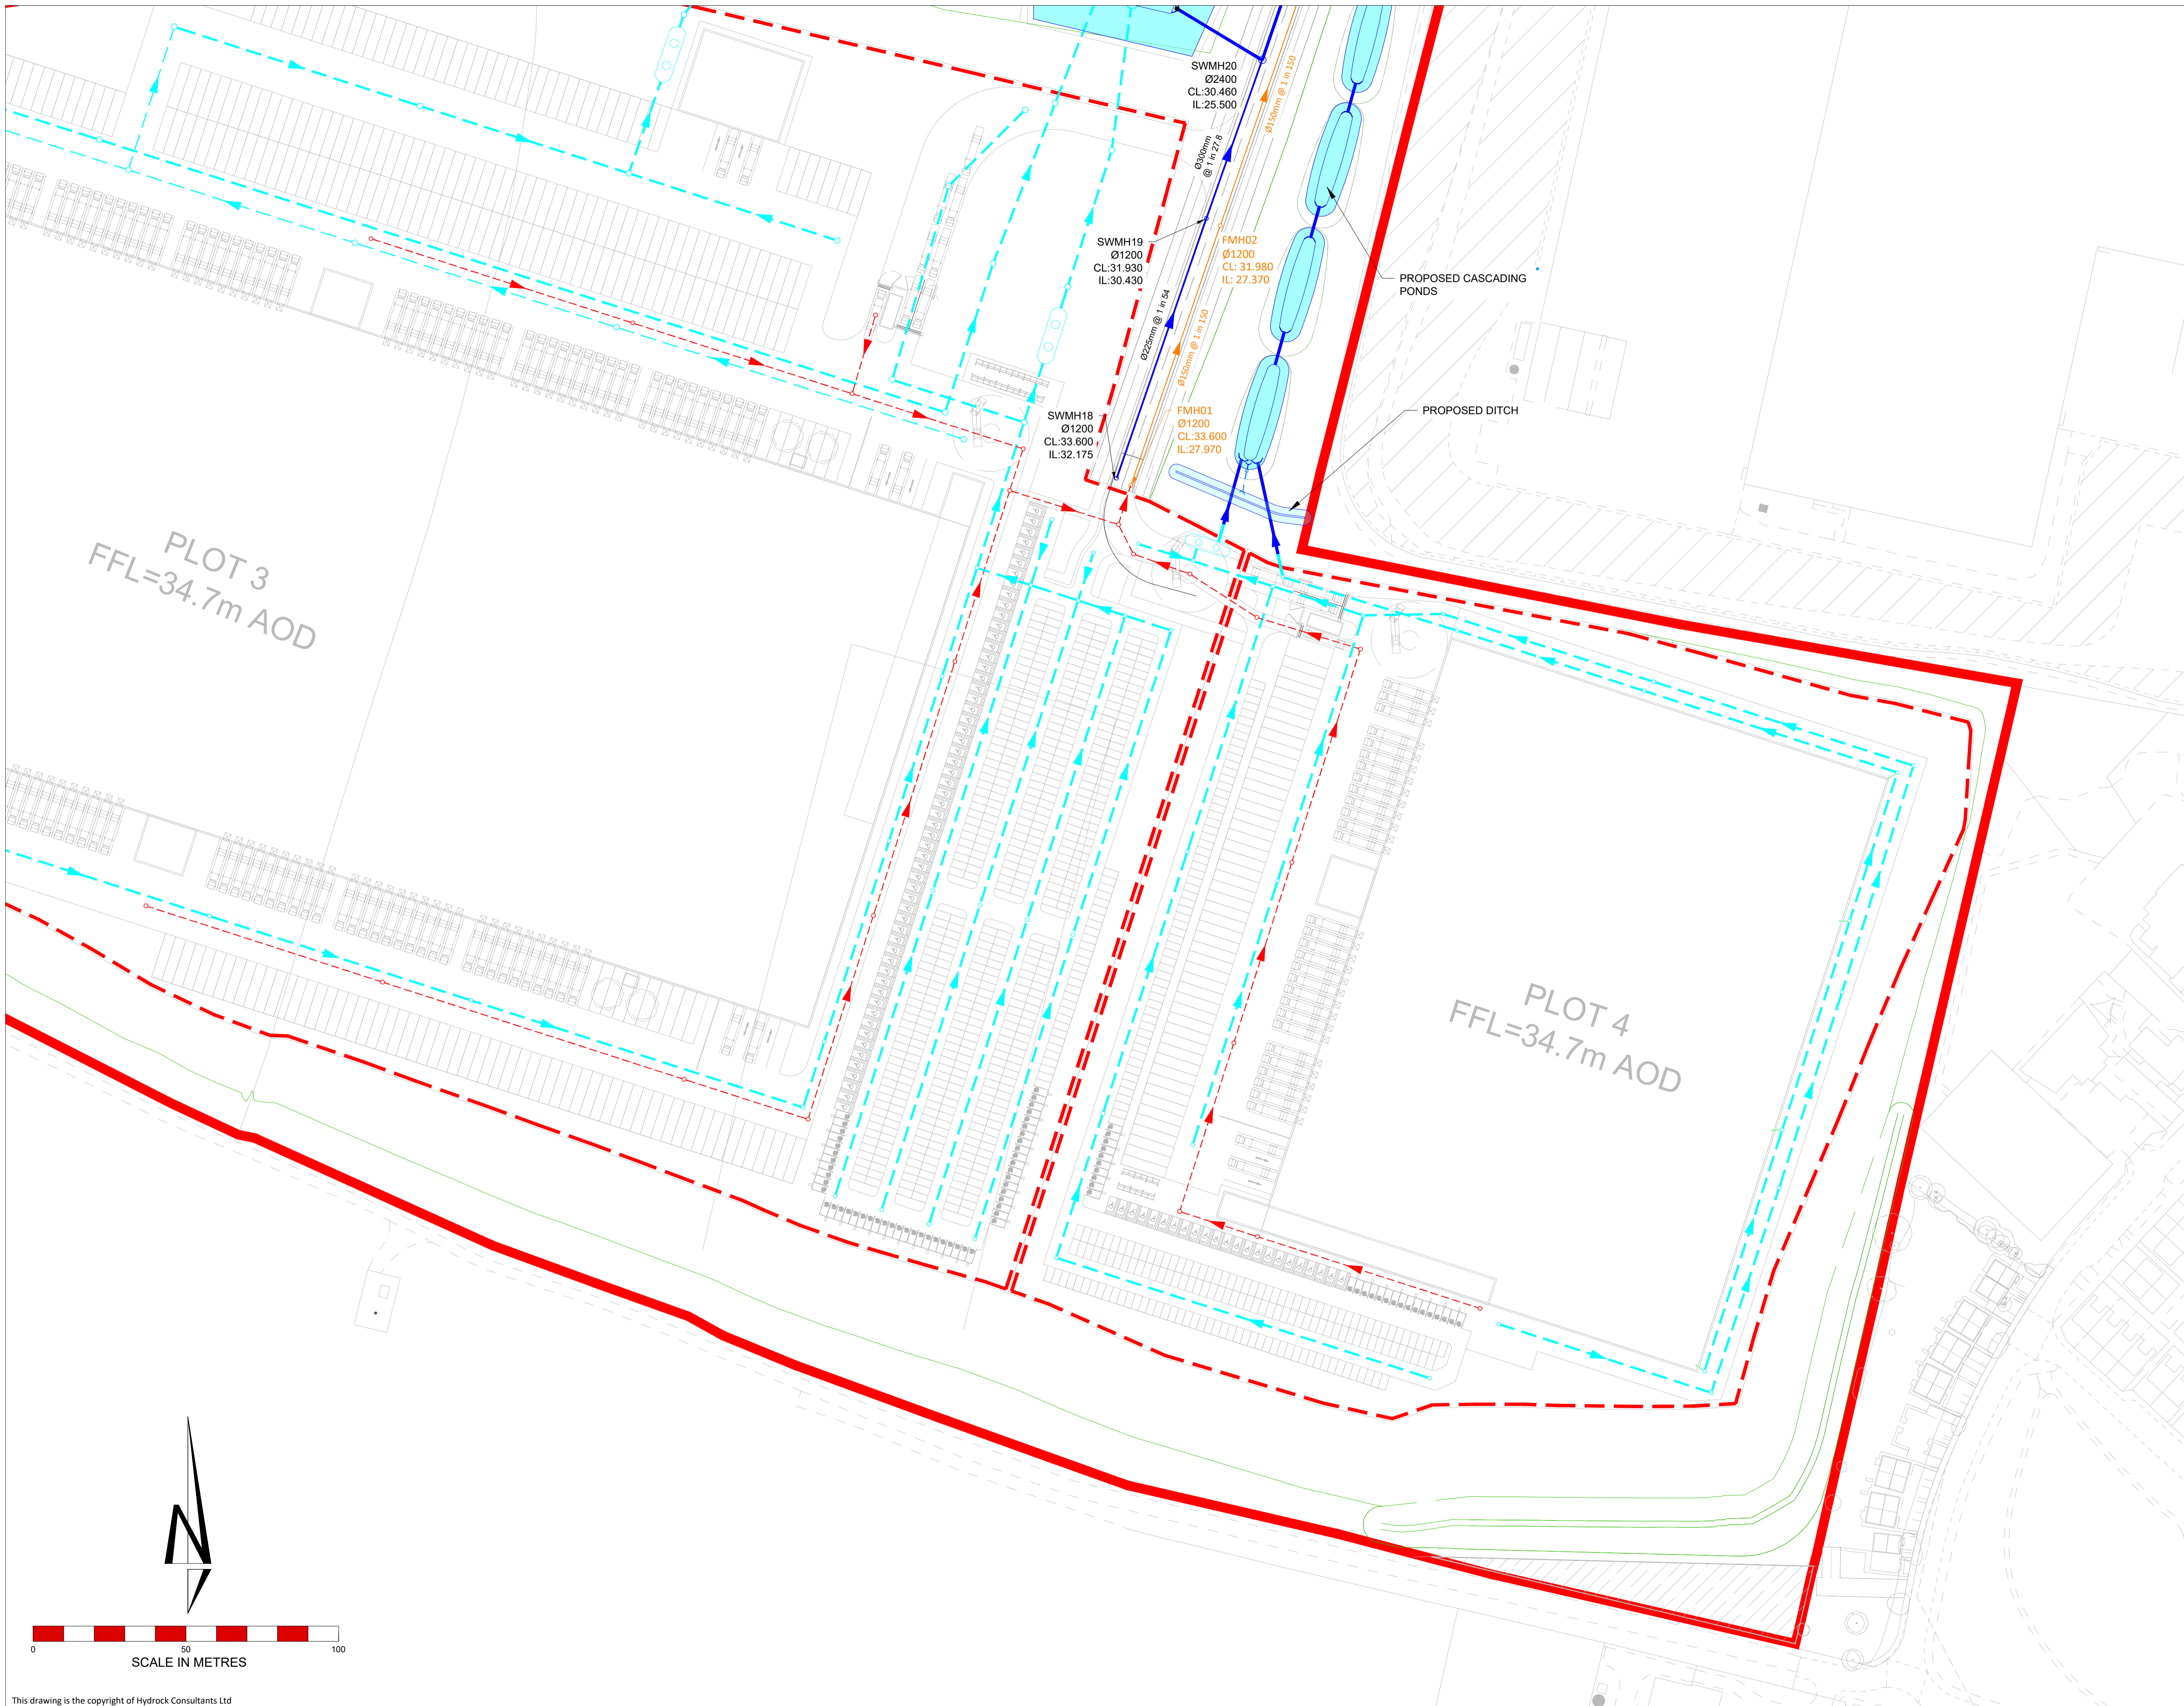 SWMH20
Ø2400
CL:30.460
IL:25.500
Ø150mm @ 1 in 150
Ø300mm
@ 1 in 27.8
SWMH19
Ø1200
CL:31.930
IL:30.430
FMH02
Ø1200
CL: 31.980
IL: 27.370
PROPOSED CASCADING
PONDS
Ø225mm @ 1 in 54
Ø150mm @ 1 in 150
SWMH18
Ø1200
CL:33.600
IL:32.175
FMH01
Ø1200
CL:33.600
IL:27.970
PROPOSED DITCH
PLOT 3
FFL=34.7m AOD
PLOT 4
FFL=34.7m AOD
N
0
50
100
SCALE IN METRES
This drawing is the copyright of Hydrock Consultants Ltd